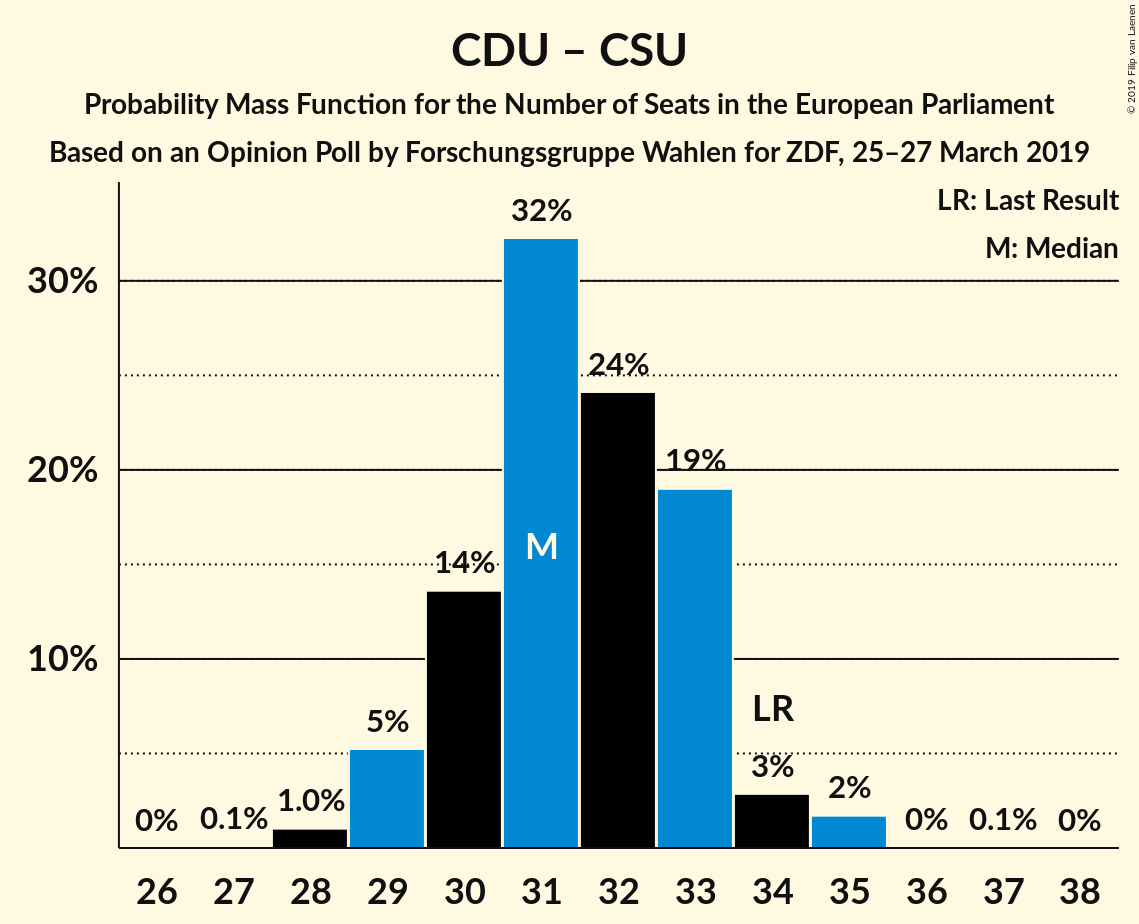 CDU – CSU
Probability Mass Function for the Number of Seats in the European Parliament
Based on an Opinion Poll by Forschungsgruppe Wahlen for ZDF, 25–27 March 2019
© 2019 Filip van Laenen
LR: Last Result
M: Median
32%
30%
24%
20%
19%
M
14%
10%
LR
5%
3%
2%
1.0%
0%
0.1%
0%
0.1%
0%
26 27 28 29 30 31 32 33 34 35 36 37 38